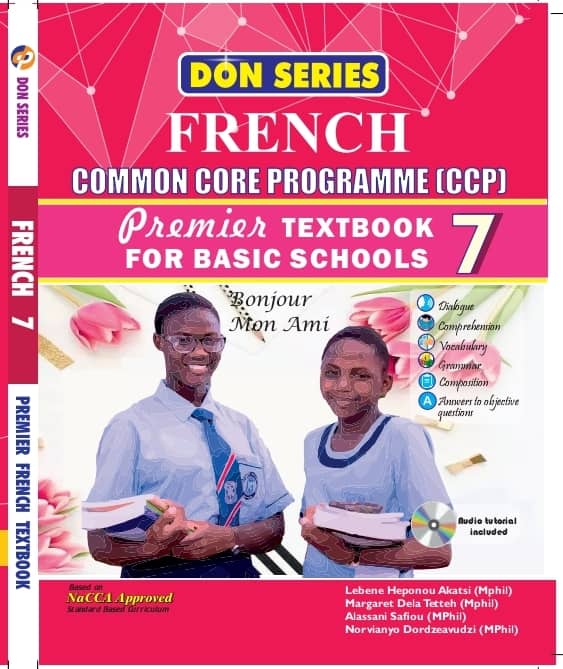 DON SERIES
FRENCH 7
PREMIER FRENCH TEXTBOOK
DON SERIES
FRENCH
COMMON CORE PROGRAMME (CCP)
Premier TEXTBOOK
FOR BASIC SCHOOLS
7
Bonjour
Mon Ami
Dialogue
Comprehension
Vocabulary
Grammar
Composition
A
Answers to objective
questions
Audio tutorial
included
Based on
NaCCA Approved
Standard Based Curriculum
Lebene Heponou Akatsi (Mphil)
Margaret Dela Tetteh (Mphil)
Alassani Safiou (MPhil)
Norvianyo Dordzeavudzi (MPhil)